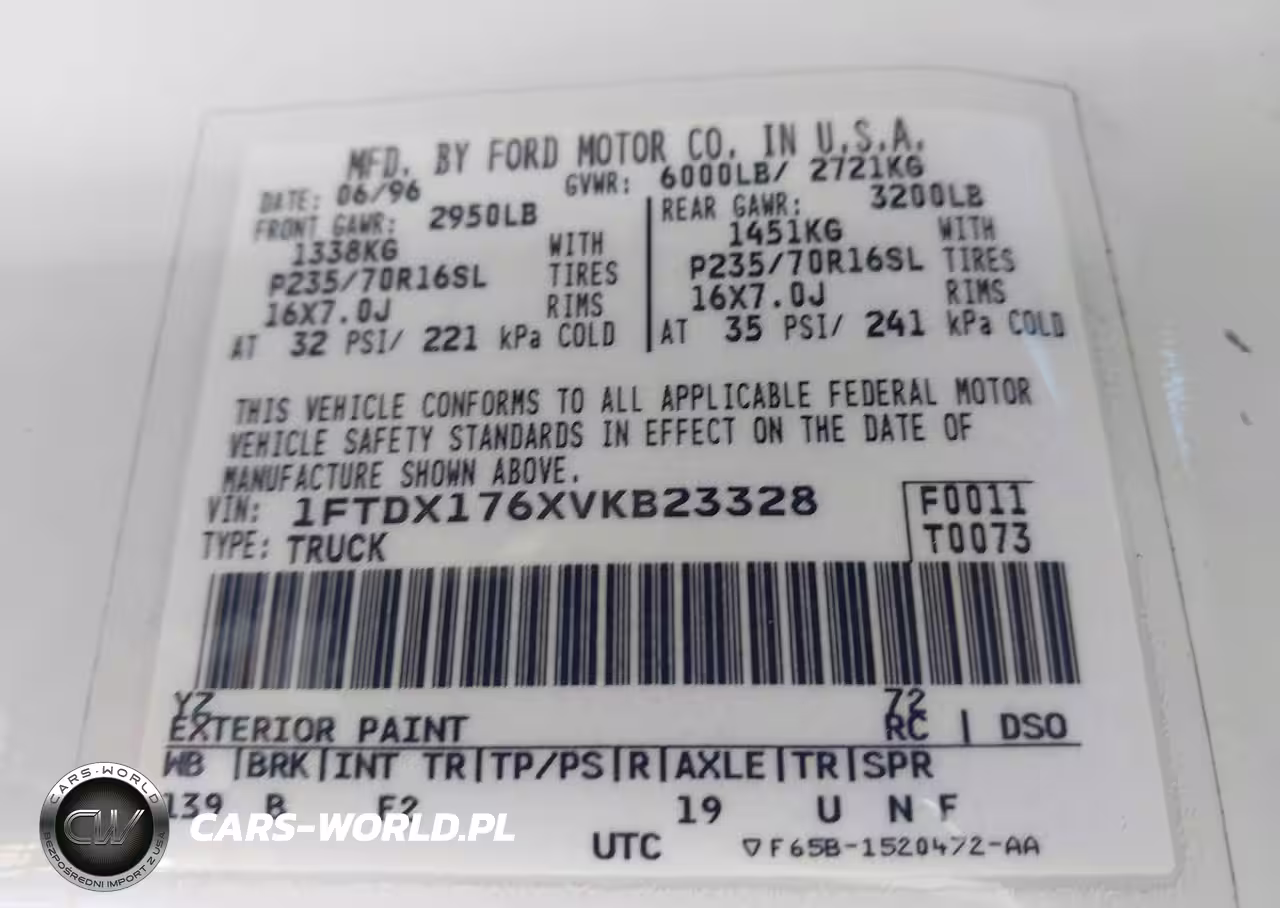 MFD. BY FORD MOTOR CO. IN U.S.A.
DATE: 06/96 GVWR: 6000LB/ 2721KG
FRONT GAWR: 2950LB REAR GAWR: 3200LB
1338KG WITH 1451KG WITH
P235/70R16SL TIRES P235/70R16SL TIRES
16X7.0J RIMS 16X7.0J RIMS
AT 32 PSI/ 221 kPa COLD AT 35 PSI/ 241 kPa COLD
THIS VEHICLE CONFORMS TO ALL APPLICABLE FEDERAL MOTOR
VEHICLE SAFETY STANDARDS IN EFFECT ON THE DATE OF
MANUFACTURE SHOWN ABOVE.
VIN: 1FTDX176XVKB23328 F0011
TYPE: TRUCK T0073
YZ 72
EXTERIOR PAINT RC | DSO
WB |BRK|INT TR|TP/PS|R|AXLE|TR|SPR
139 B F2 19 U N F
UTC ▽F65B-1520472-AA
CARS-WORLD
CW
BEZPOŚREDNI IMPORT Z USA
CARS-WORLD.PL